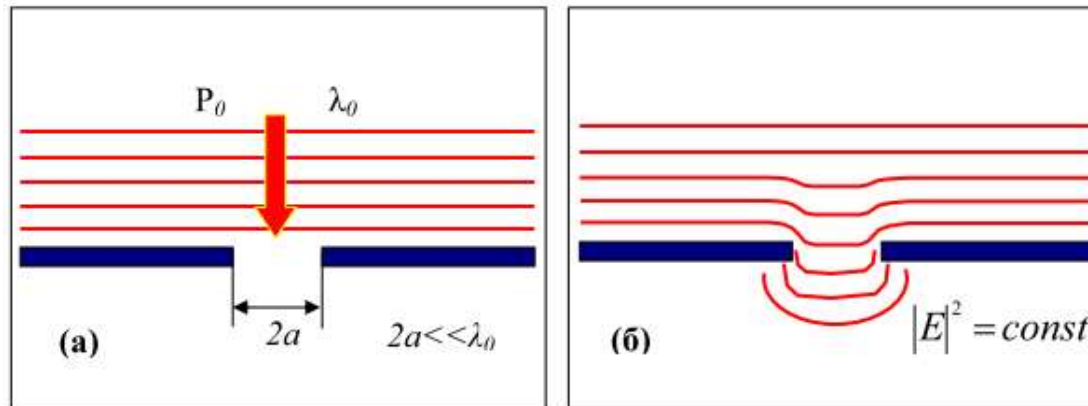 P₀ λ₀
(а) 2a 2a<<λ₀
(б) |E|² = const